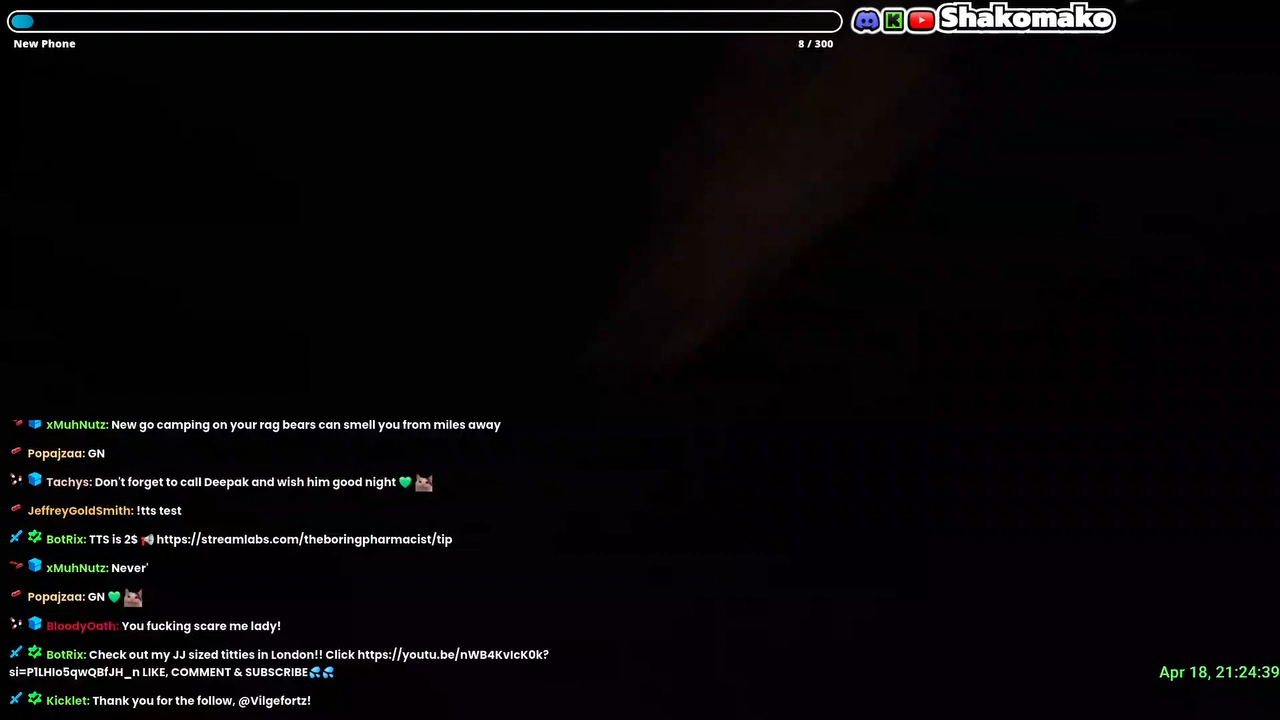 Shakomako
New Phone
8 / 300
xMuhNutz: New go camping on your rag bears can smell you from miles away
Popajzaa: GN
Tachys: Don't forget to call Deepak and wish him good night 💚
JeffreyGoldSmith: !tts test
BotRix: TTS is 2$ 📢 https://streamlabs.com/theboringpharmacist/tip
xMuhNutz: Never'
Popajzaa: GN 💚
BloodyOath: You fucking scare me lady!
BotRix: Check out my JJ sized titties in London!! Click https://youtu.be/nWB4KvIcK0k?
si=P1LHIo5qwQBfJH_n LIKE, COMMENT & SUBSCRIBE💦💦
Apr 18, 21:24:39
Kicklet: Thank you for the follow, @Vilgefortz!